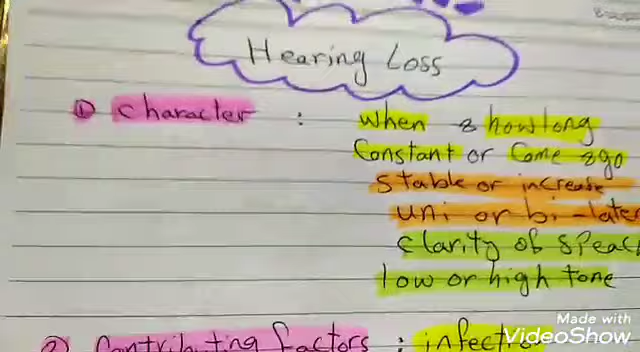 Hearing Loss
① character : when & how long
Constant or Come & go
stable or increase
uni or bi-later
clarity of speac
low or high tone
② Contributing factors : infect
Made with
VideoShow